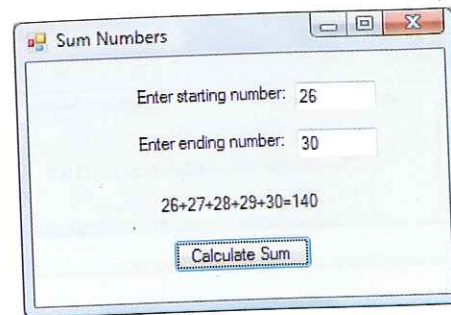 Sum Numbers
Enter starting number: 26
Enter ending number: 30
26+27+28+29+30=140
Calculate Sum